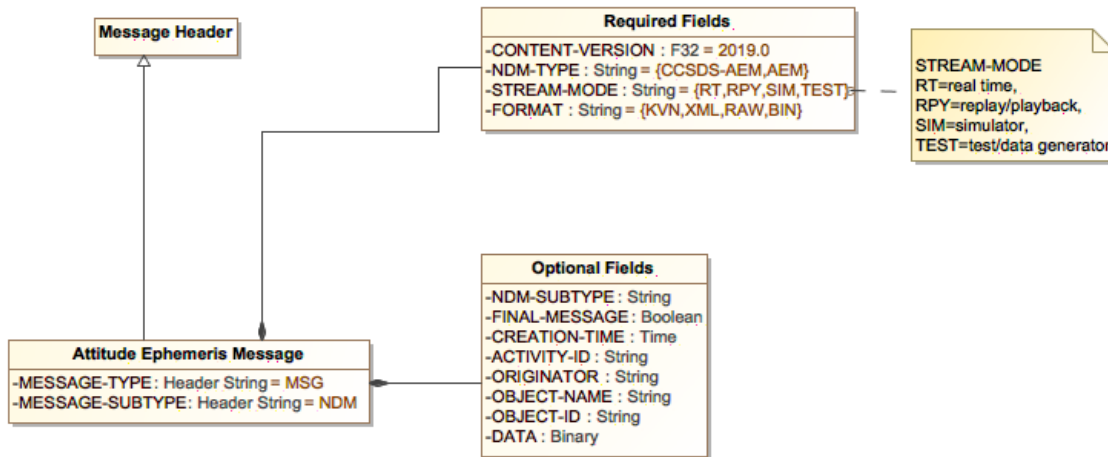 Message Header
Required Fields
-CONTENT-VERSION : F32 = 2019.0
-NDM-TYPE : String = {CCSDS-AEM,AEM}
-STREAM-MODE : String = {RT,RPY,SIM,TEST}
-FORMAT : String = {KVN,XML,RAW,BIN}
STREAM-MODE
RT=real time,
RPY=replay/playback,
SIM=simulator,
TEST=test/data generator
Optional Fields
-NDM-SUBTYPE : String
-FINAL-MESSAGE : Boolean
-CREATION-TIME : Time
-ACTIVITY-ID : String
-ORIGINATOR : String
-OBJECT-NAME : String
-OBJECT-ID : String
-DATA : Binary
Attitude Ephemeris Message
-MESSAGE-TYPE: Header String = MSG
-MESSAGE-SUBTYPE: Header String = NDM